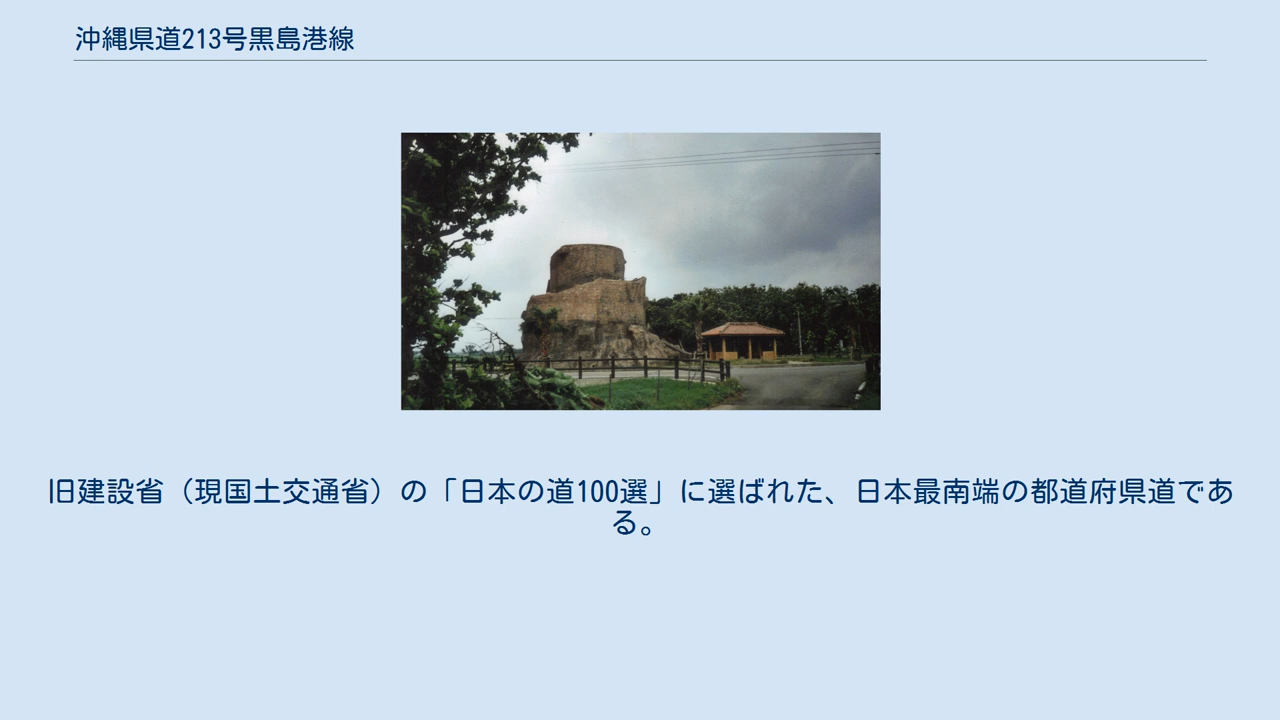 沖縄県道213号黒島港線
旧建設省（現国土交通省）の「日本の道100選」に選ばれた、日本最南端の都道府県道であ
る。